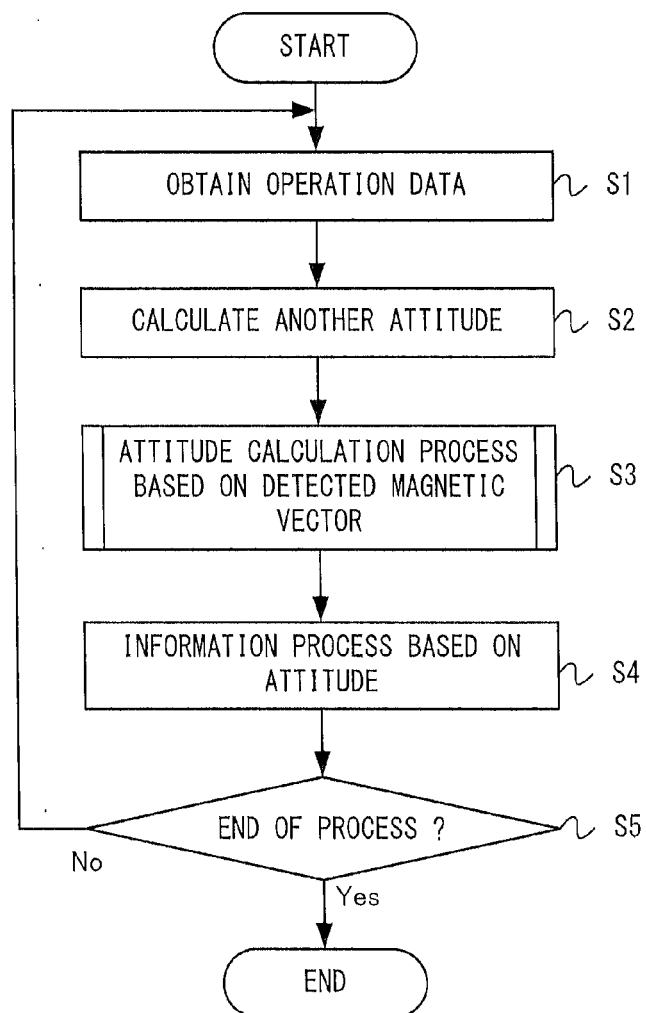 START
OBTAIN OPERATION DATA
S1
CALCULATE ANOTHER ATTITUDE
S2
ATTITUDE CALCULATION PROCESS
BASED ON DETECTED MAGNETIC
VECTOR
S3
INFORMATION PROCESS BASED ON
ATTITUDE
S4
END OF PROCESS ?
S5
No
Yes
END